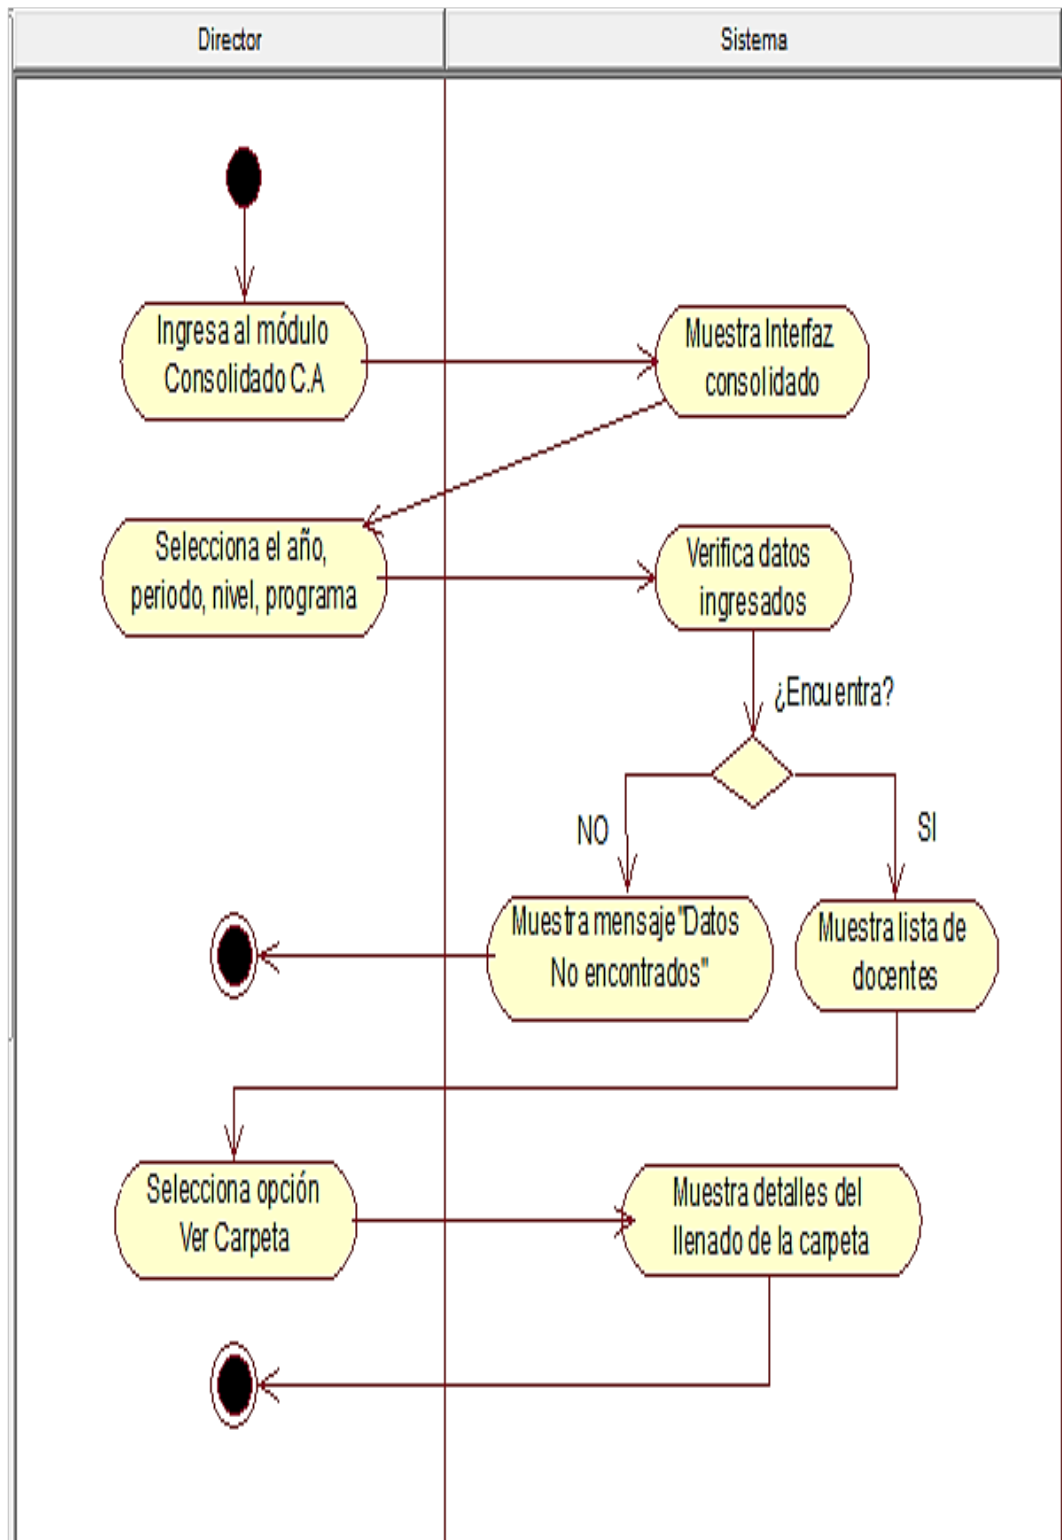 Director
Sistema
Ingresa al módulo
Consolidado C.A
Muestra Interfaz
consolidado
Selecciona el año,
periodo, nivel, programa
Verifica datos
ingresados
¿Encuentra?
NO
SI
Muestra mensaje"Datos
No encontrados"
Muestra lista de
docentes
Selecciona opción
Ver Carpeta
Muestra detalles del
llenado de la carpeta